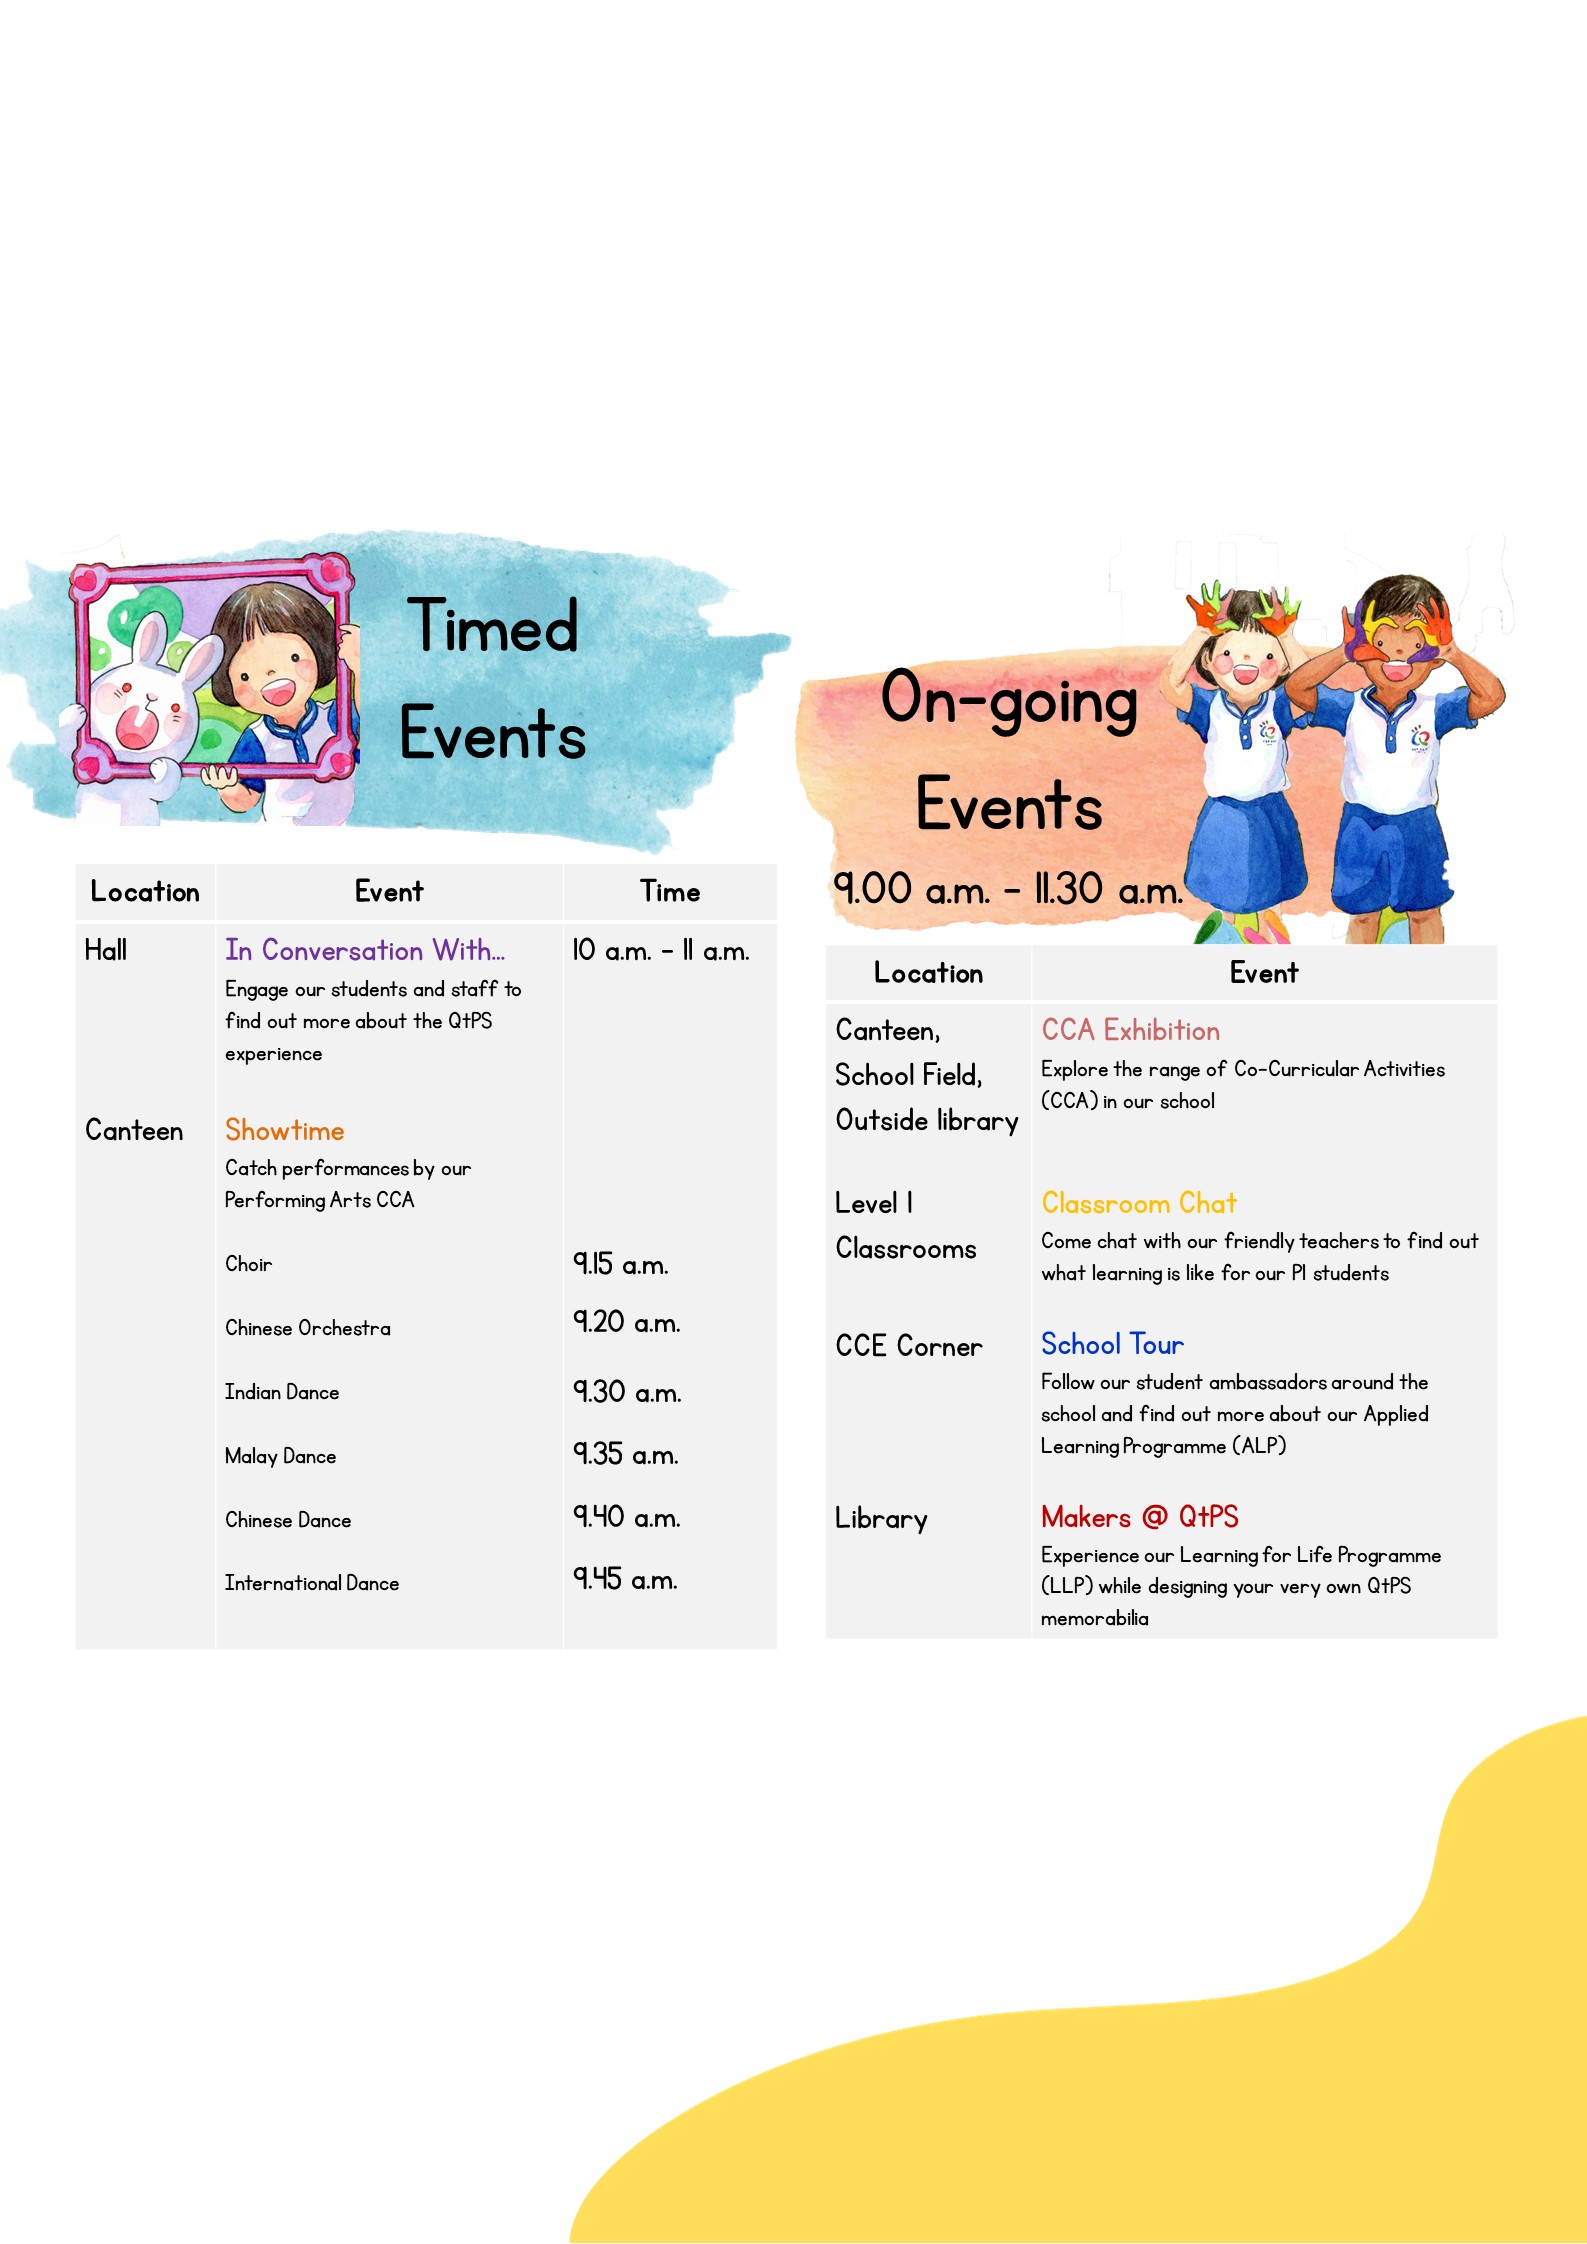 Timed
Events
Location Event Time
Hall In Conversation With... 10 a.m. - 11 a.m.
Engage our students and staff to
find out more about the QtPS
experience
Canteen Showtime
Catch performances by our
Performing Arts CCA
Choir 9.15 a.m.
Chinese Orchestra 9.20 a.m.
Indian Dance 9.30 a.m.
Malay Dance 9.35 a.m.
Chinese Dance 9.40 a.m.
International Dance 9.45 a.m.
On-going
Events
9.00 a.m. - 11.30 a.m.
Location Event
Canteen, CCA Exhibition
School Field, Explore the range of Co-Curricular Activities
Outside library (CCA) in our school
Level 1 Classroom Chat
Classrooms Come chat with our friendly teachers to find out
what learning is like for our P1 students
CCE Corner School Tour
Follow our student ambassadors around the
school and find out more about our Applied
Learning Programme (ALP)
Library Makers @ QtPS
Experience our Learning for Life Programme
(LLP) while designing your very own QtPS
memorabilia